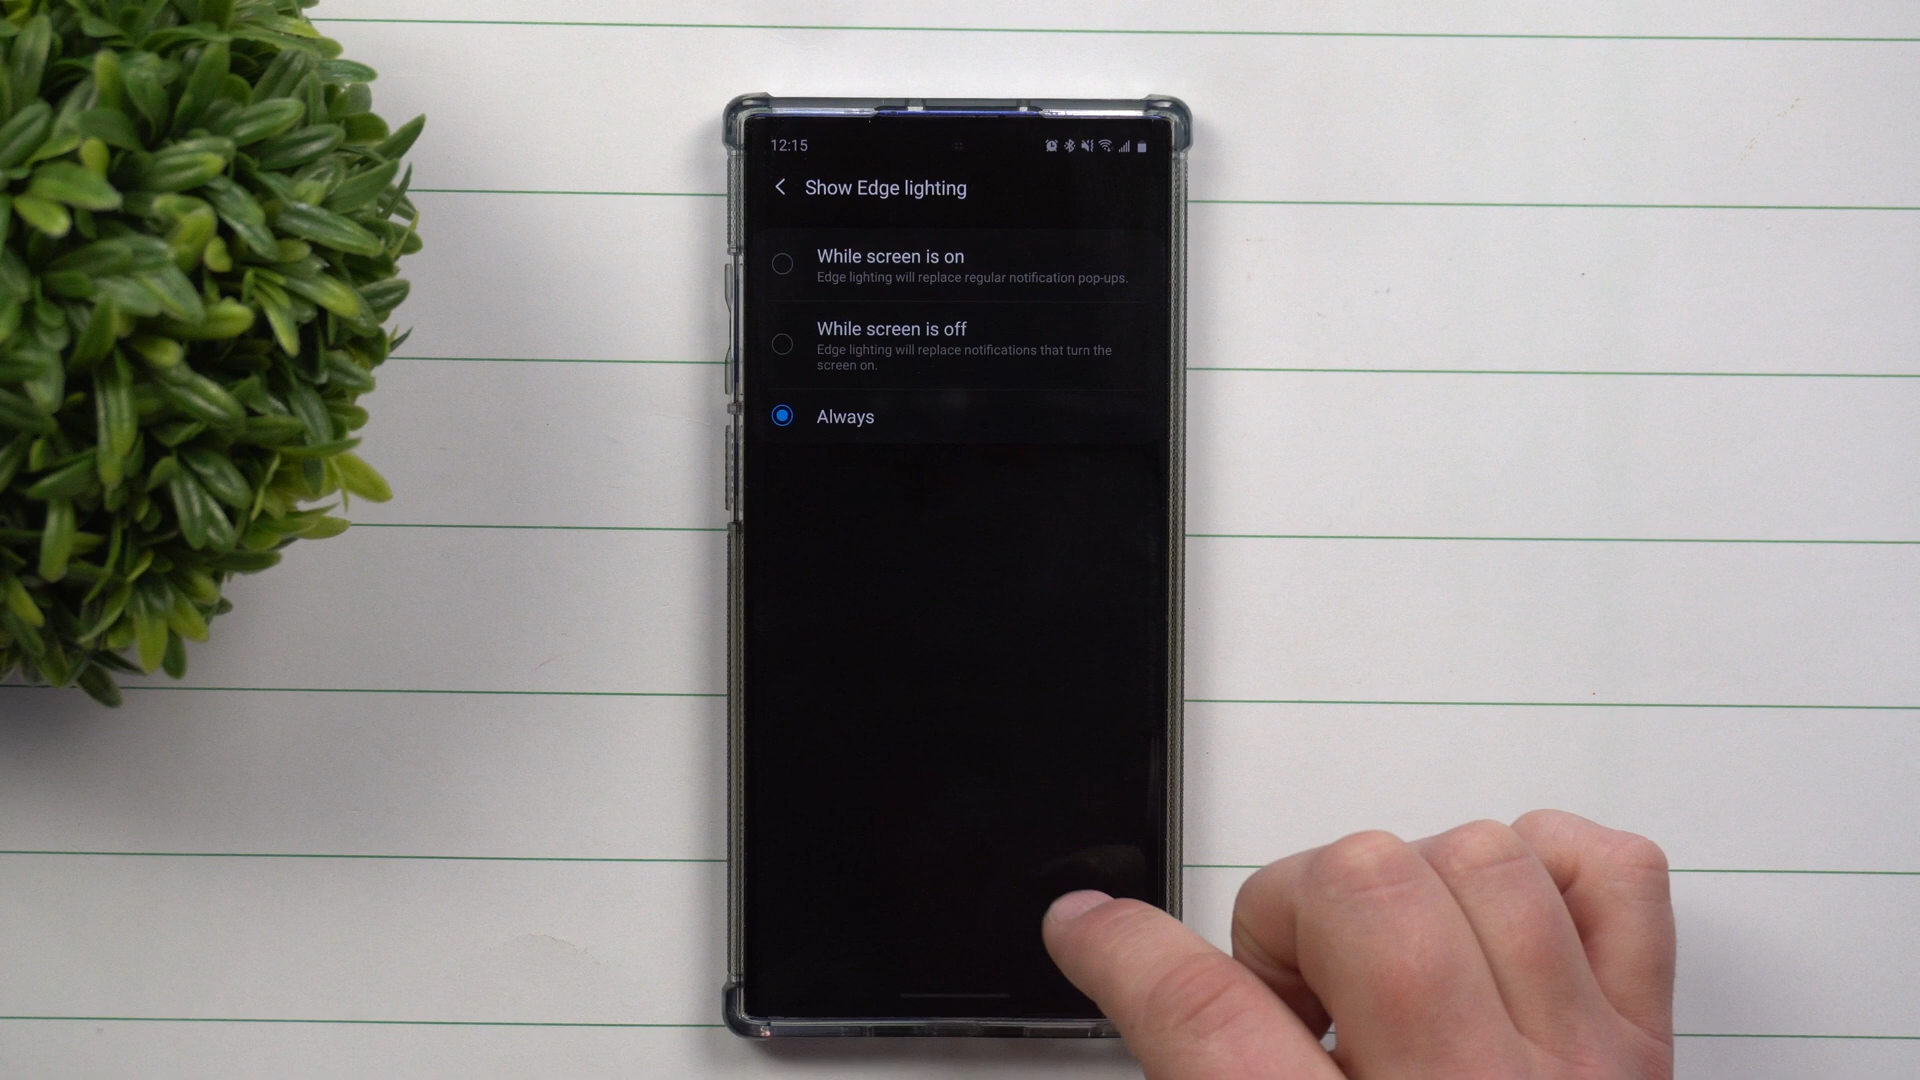 12:15
Show Edge lighting
While screen is on
Edge lighting will replace regular notification pop-ups.
While screen is off
Edge lighting will replace notifications that turn the
screen on.
Always